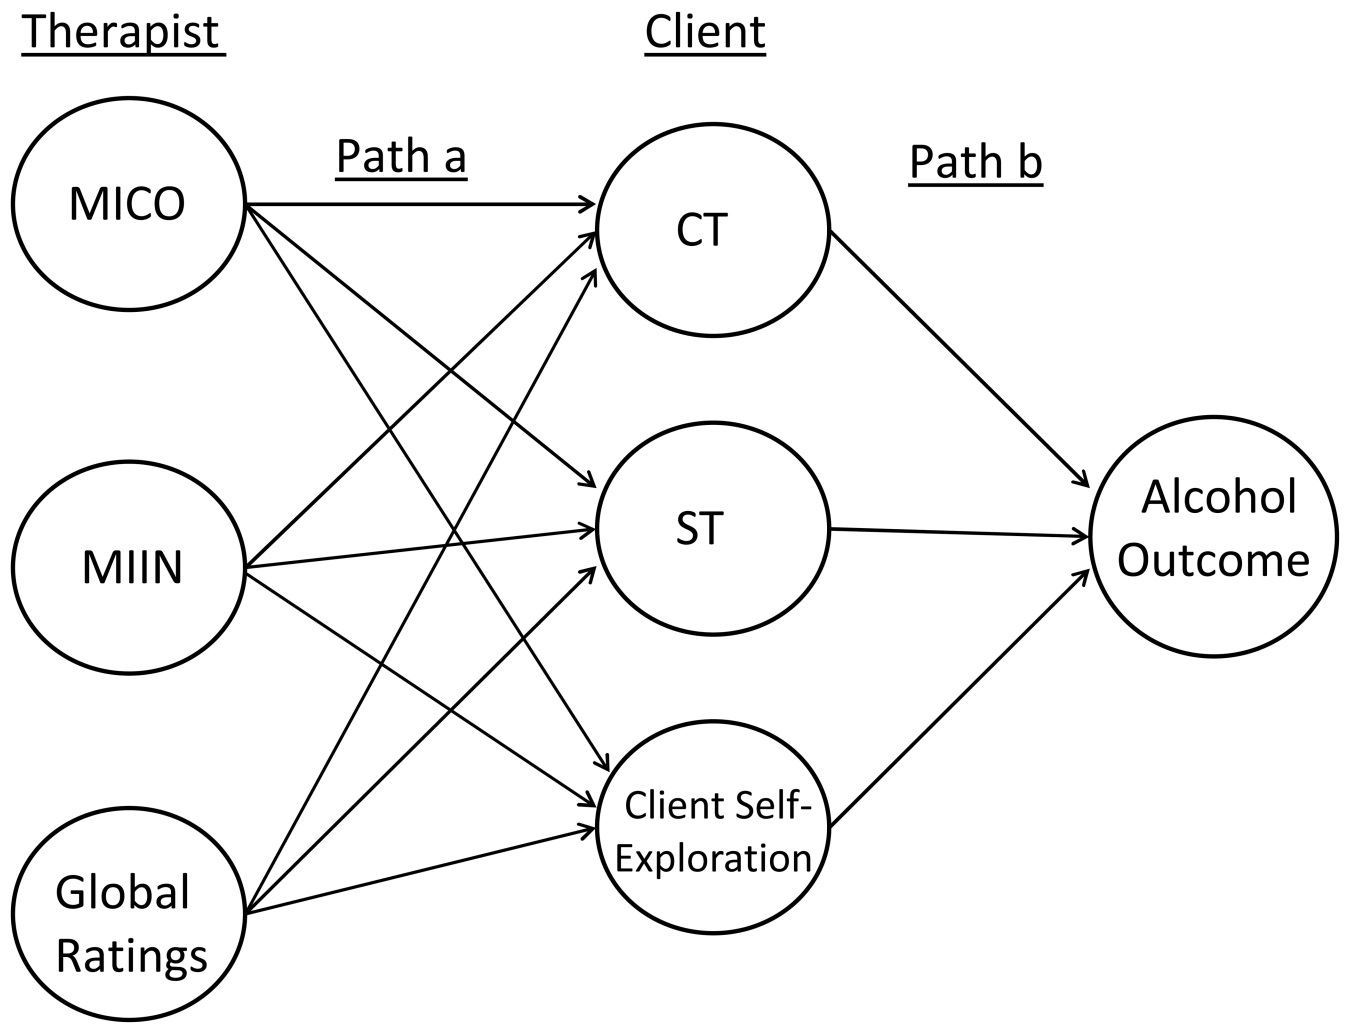 Therapist
Client
Path a
Path b
MICO
CT
MIIN
ST
Alcohol
Outcome
Global
Ratings
Client Self-
Exploration